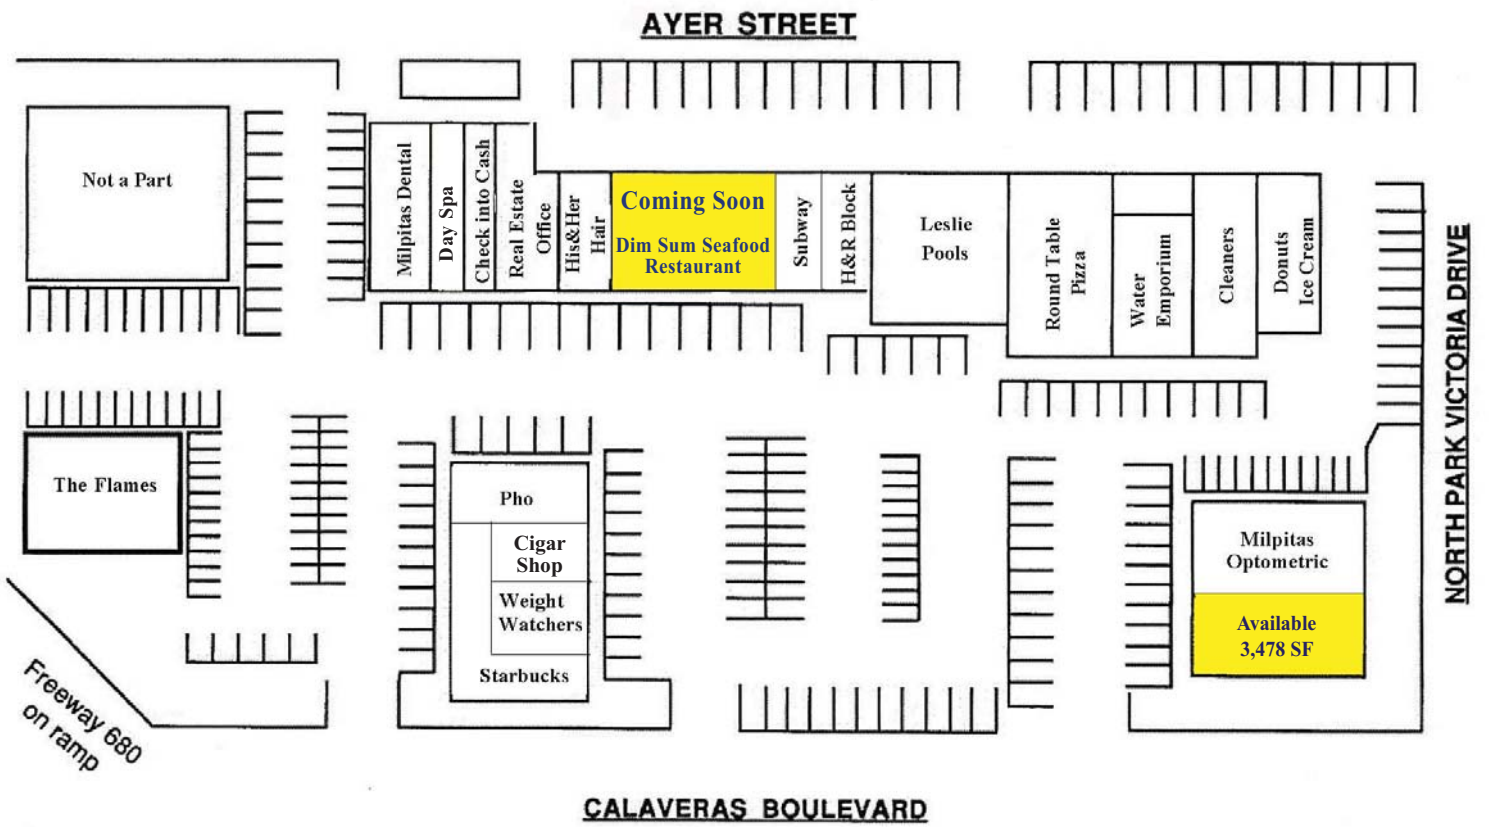 AYER STREET
Not a Part
Milpitas Dental
Day Spa
Check into Cash
Real Estate
Office
His&Her
Hair
Coming Soon
Dim Sum Seafood
Restaurant
Subway
H&R Block
Leslie
Pools
Round Table
Pizza
Water
Emporium
Cleaners
Donuts
Ice Cream
NORTH PARK VICTORIA DRIVE
The Flames
Pho
Cigar
Shop
Weight
Watchers
Starbucks
Milpitas
Optometric
Available
3,478 SF
Freeway 680
on ramp
CALAVERAS BOULEVARD